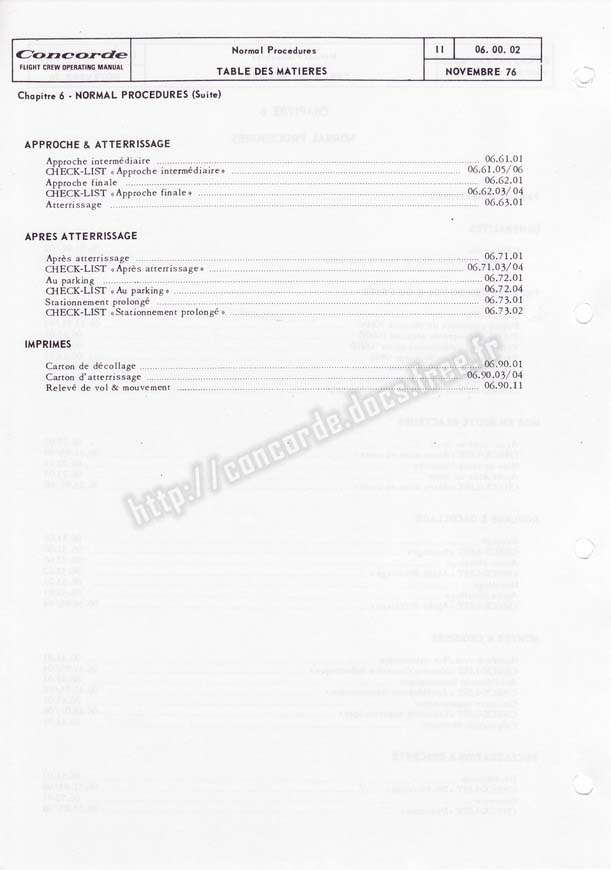 Concorde
FLIGHT CREW OPERATING MANUAL
Normal Procedures
TABLE DES MATIERES
II
06. 00. 02
NOVEMBRE 76
Chapitre 6 - NORMAL PROCEDURES (Suite)
APPROCHE & ATTERRISSAGE
Approche intermédiaire ........ 06.61.01
CHECK-LIST «Approche intermédiaire» ........ 06.61.05/06
Approche finale ........ 06.62.01
CHECK-LIST «Approche finale» ........ 06.62.03/04
Atterrissage ........ 06.63.01
APRES ATTERRISSAGE
Après atterrissage ........ 06.71.01
CHECK-LIST «Après atterrissage» ........ 06.71.03/04
Au parking ........ 06.72.01
CHECK-LIST «Au parking» ........ 06.72.04
Stationnement prolongé ........ 06.73.01
CHECK-LIST «Stationnement prolongé» ........ 06.73.02
IMPRIMES
Carton de décollage ........ 06.90.01
Carton d'atterrissage ........ 06.90.03/04
Relevé de vol & mouvement ........ 06.90.11
http://concorde.docs.free.fr